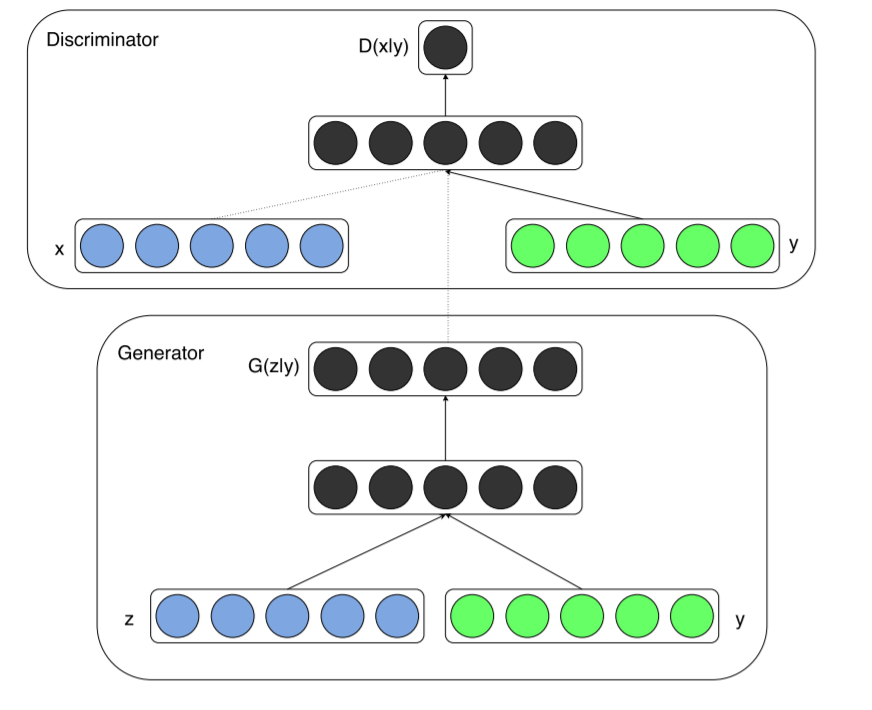 Discriminator
D(x|y)
x
y
Generator
G(z|y)
z
y